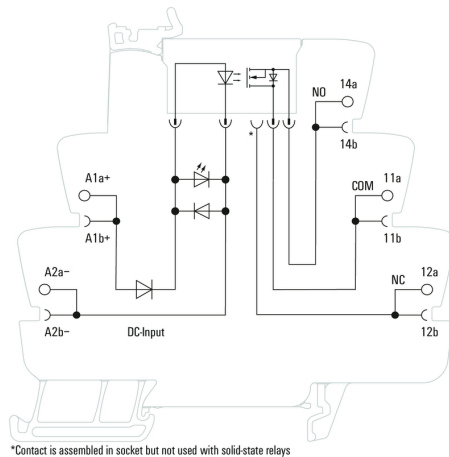 14a
NO
*
14b
A1a+
COM
11a
A1b+
11b
A2a−
12a
NC
A2b−
DC-Input
12b
*Contact is assembled in socket but not used with solid-state relays